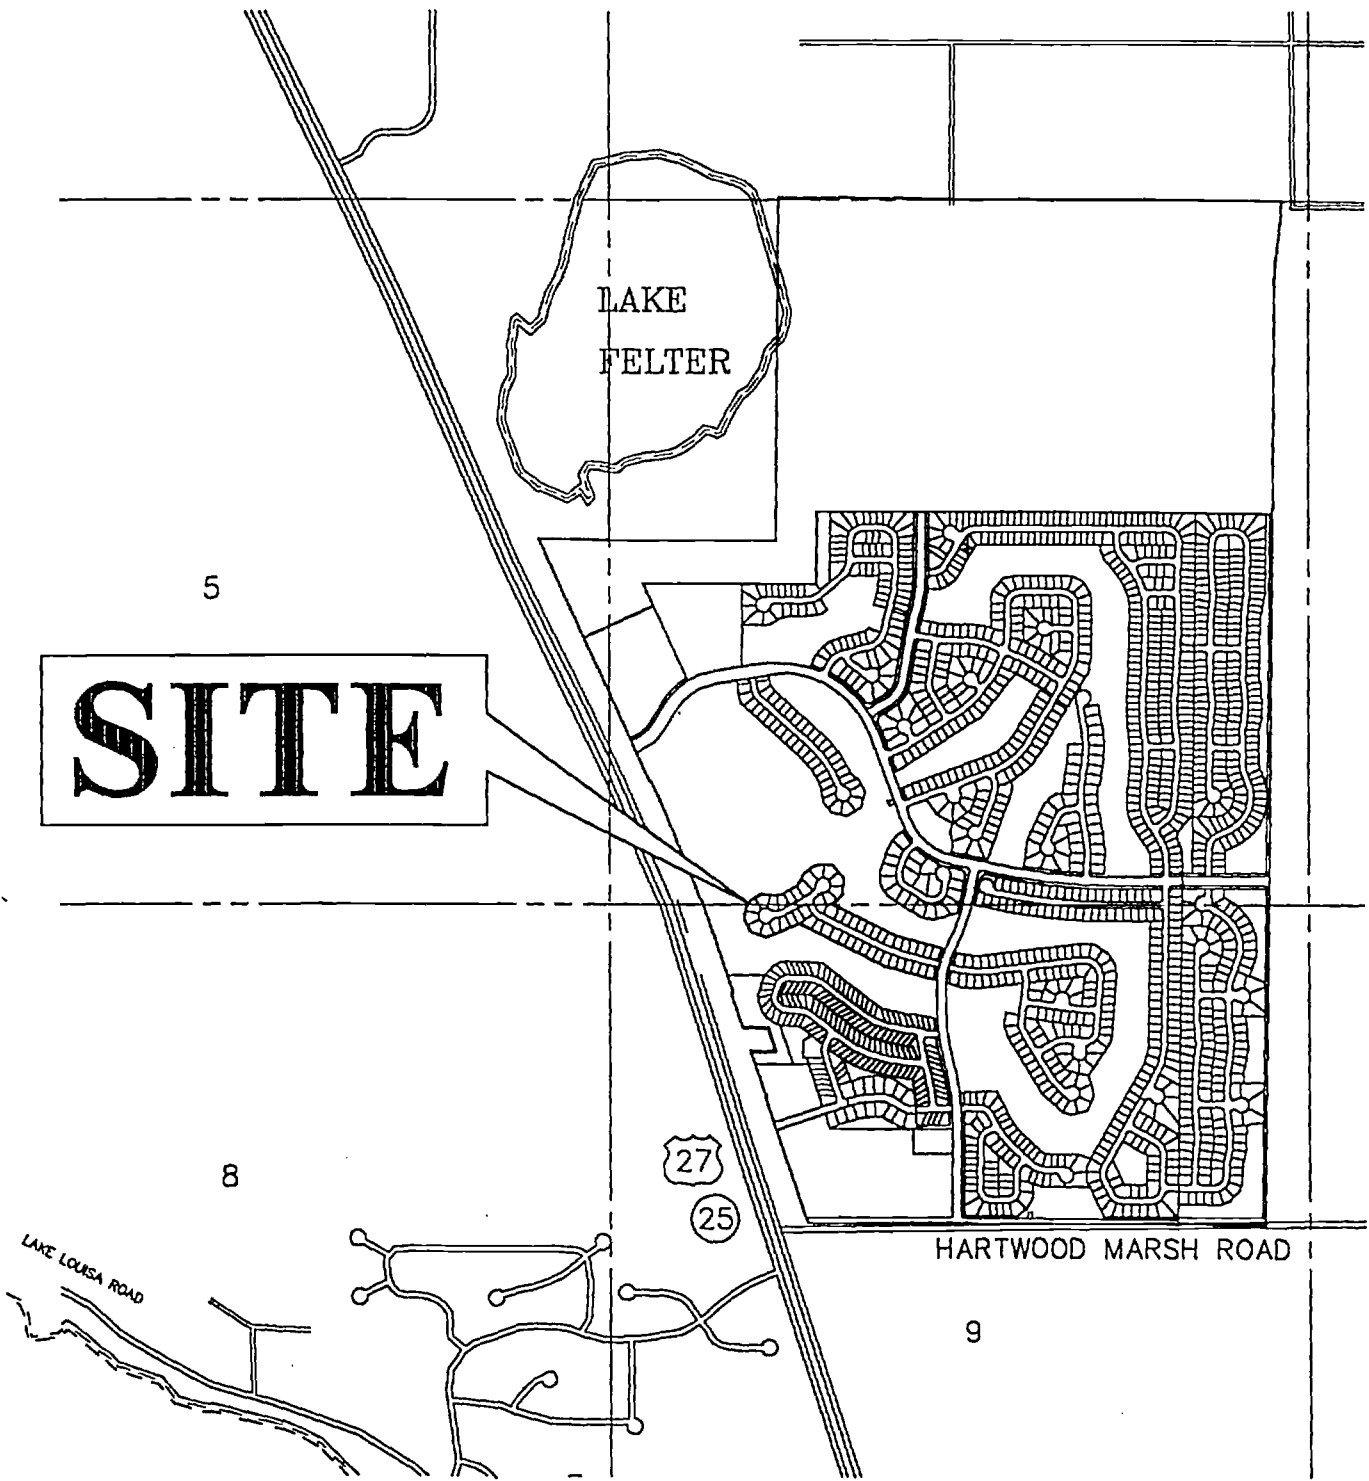 LAKE
FELTER
5
SITE
27
8
25
LAKE LOUISA ROAD
HARTWOOD MARSH ROAD
9